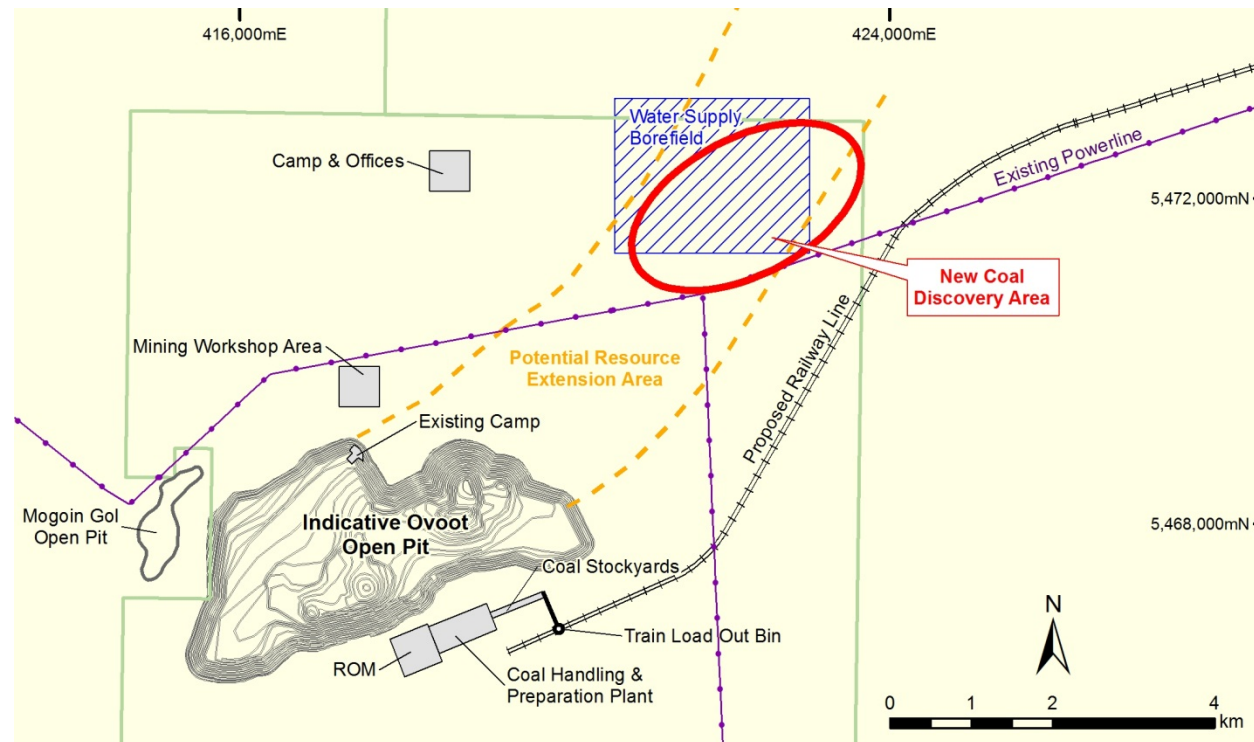 416,000mE
424,000mE
Water Supply
Borefield
Camp & Offices
Existing Powerline
5,472,000mN
New Coal
Discovery Area
Mining Workshop Area
Potential Resource
Extension Area
Proposed Railway Line
Existing Camp
Mogoin Gol
Open Pit
Indicative Ovoot
Open Pit
5,468,000mN
Coal Stockyards
Train Load Out Bin
ROM
Coal Handling &
Preparation Plant
N
0 1 2 4
km